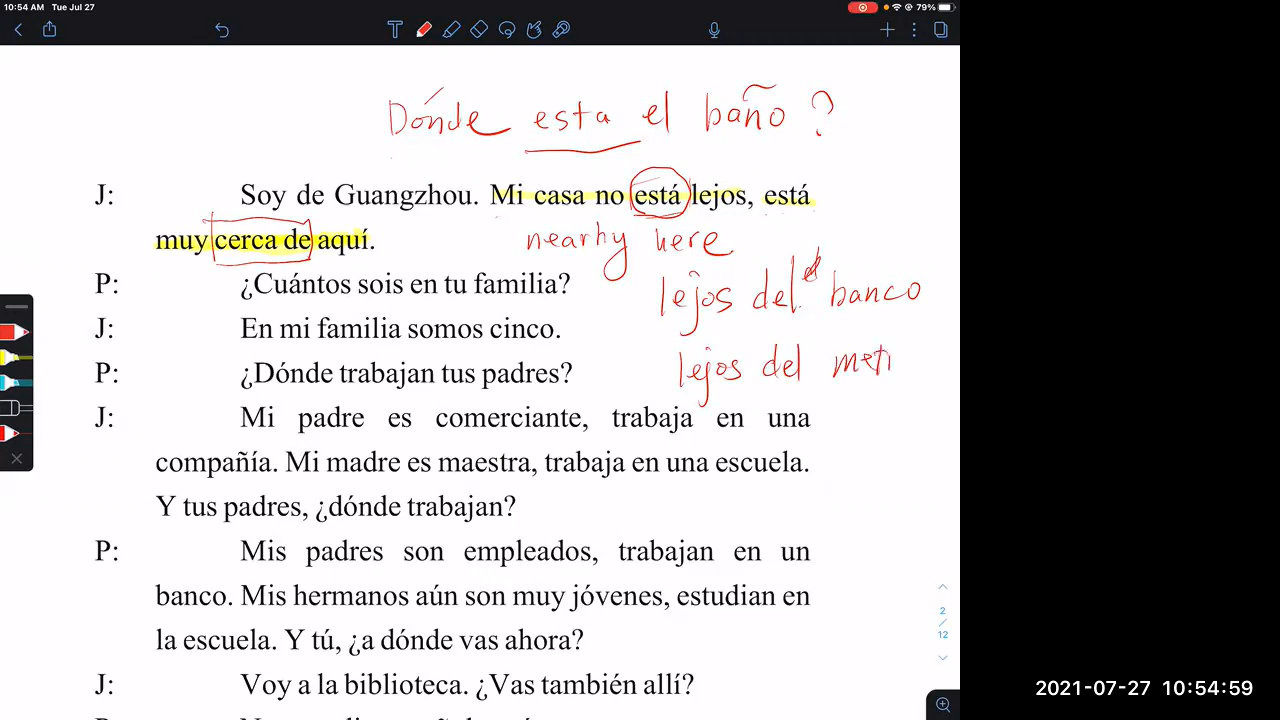 10:54 AM Tue Jul 27
79%
Dónde esta el baño ?
J: Soy de Guangzhou. Mi casa no está lejos, está
muy cerca de aquí.
nearby here
P: ¿Cuántos sois en tu familia?
lejos del banco
J: En mi familia somos cinco.
P: ¿Dónde trabajan tus padres?
lejos del metr
J: Mi padre es comerciante, trabaja en una
compañía. Mi madre es maestra, trabaja en una escuela.
Y tus padres, ¿dónde trabajan?
P: Mis padres son empleados, trabajan en un
banco. Mis hermanos aún son muy jóvenes, estudian en
la escuela. Y tú, ¿a dónde vas ahora?
J: Voy a la biblioteca. ¿Vas también allí?
2
/
12
2021-07-27 10:54:59